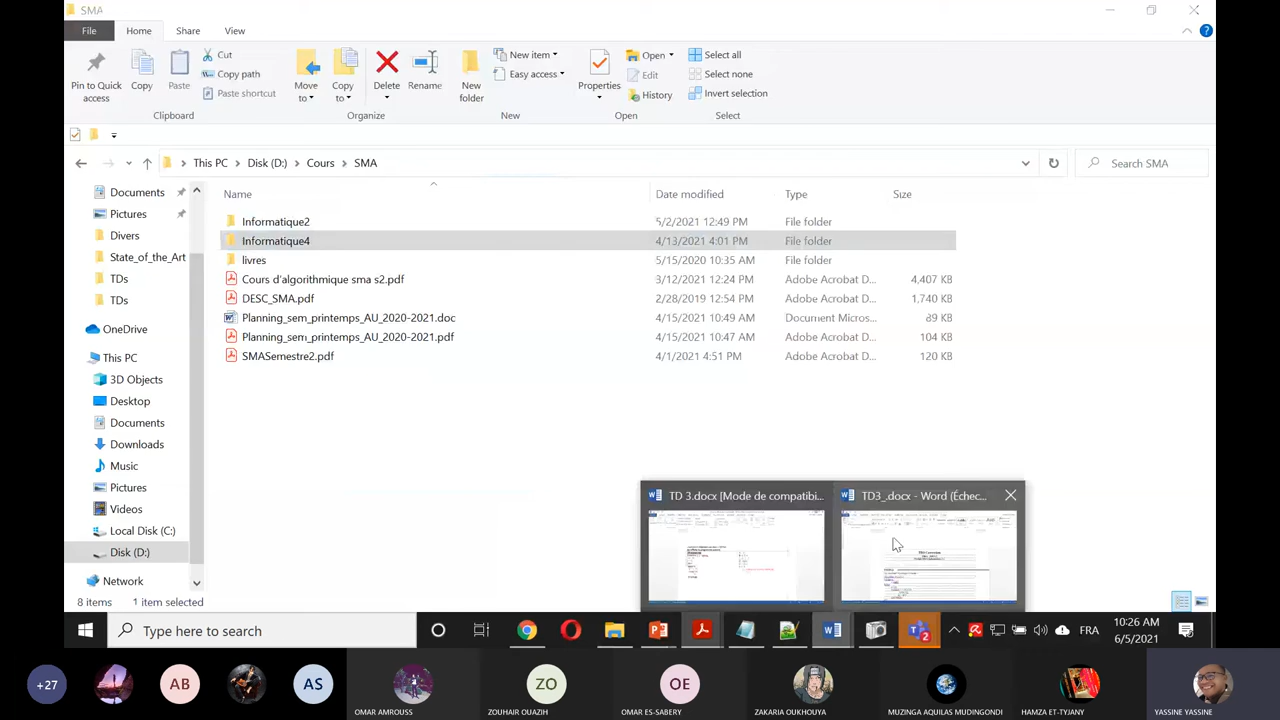 SMA
File Home Share View
Pin to Quick access
Copy
Paste
Cut
Copy path
Paste shortcut
Clipboard
Move to
Copy to
Delete
Rename
Organize
New folder
New item
Easy access
New
Properties
Open
Edit
History
Open
Select all
Select none
Invert selection
Select
This PC Disk (D:) Cours SMA
Search SMA
Documents
Pictures
Divers
State_of_the_Art
TDs
TDs
OneDrive
This PC
3D Objects
Desktop
Documents
Downloads
Music
Pictures
Videos
Local Disk (C:)
Disk (D:)
Network
Name Date modified Type Size
Informatique2 5/2/2021 12:49 PM File folder
Informatique4 4/13/2021 4:01 PM File folder
livres 5/15/2020 10:35 AM File folder
Cours d'algorithmique sma s2.pdf 3/12/2021 12:24 PM Adobe Acrobat D... 4,407 KB
DESC_SMA.pdf 2/28/2019 12:54 PM Adobe Acrobat D... 1,740 KB
Planning_sem_printemps_AU_2020-2021.doc 4/15/2021 10:49 AM Document Micros... 89 KB
Planning_sem_printemps_AU_2020-2021.pdf 4/15/2021 10:47 AM Adobe Acrobat D... 104 KB
SMASemestre2.pdf 4/1/2021 4:51 PM Adobe Acrobat D... 120 KB
TD 3.docx [Mode de compatibi...
TD3_.docx - Word (Échec...
8 items 1 item selected
Type here to search
2
FRA
10:26 AM
6/5/2021
+27
AB
AS
OMAR AMROUSS
ZO
ZOUHAIR OUAZIH
OE
OMAR ES-SABERY
ZAKARIA OUKHOUYA
MUZINGA AQUILAS MUDINGONDI
HAMZA ET-TYJANY
YASSINE YASSINE